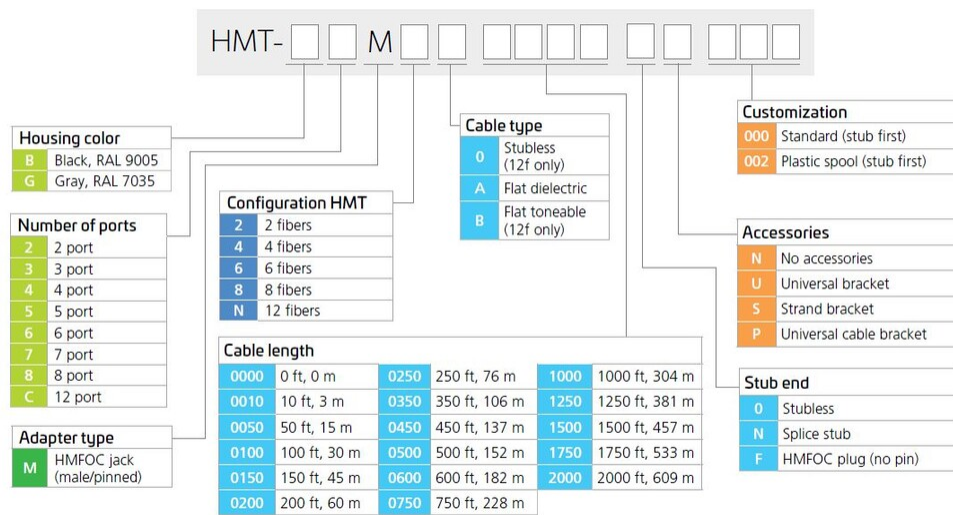 HMT-□□M□□ □□□□ □□ □□□
Housing color
B Black, RAL 9005
G Gray, RAL 7035
Number of ports
2 2 port
3 3 port
4 4 port
5 5 port
6 6 port
7 7 port
8 8 port
C 12 port
Adapter type
M HMFOC jack
(male/pinned)
Configuration HMT
2 2 fibers
4 4 fibers
6 6 fibers
8 8 fibers
N 12 fibers
Cable type
0 Stubless
(12f only)
A Flat dielectric
B Flat toneable
(12f only)
Cable length
0000 0 ft, 0 m 0250 250 ft, 76 m 1000 1000 ft, 304 m
0010 10 ft, 3 m 0350 350 ft, 106 m 1250 1250 ft, 381 m
0050 50 ft, 15 m 0450 450 ft, 137 m 1500 1500 ft, 457 m
0100 100 ft, 30 m 0500 500 ft, 152 m 1750 1750 ft, 533 m
0150 150 ft, 45 m 0600 600 ft, 182 m 2000 2000 ft, 609 m
0200 200 ft, 60 m 0750 750 ft, 228 m
Customization
000 Standard (stub first)
002 Plastic spool (stub first)
Accessories
N No accessories
U Universal bracket
S Strand bracket
P Universal cable bracket
Stub end
0 Stubless
N Splice stub
F HMFOC plug (no pin)